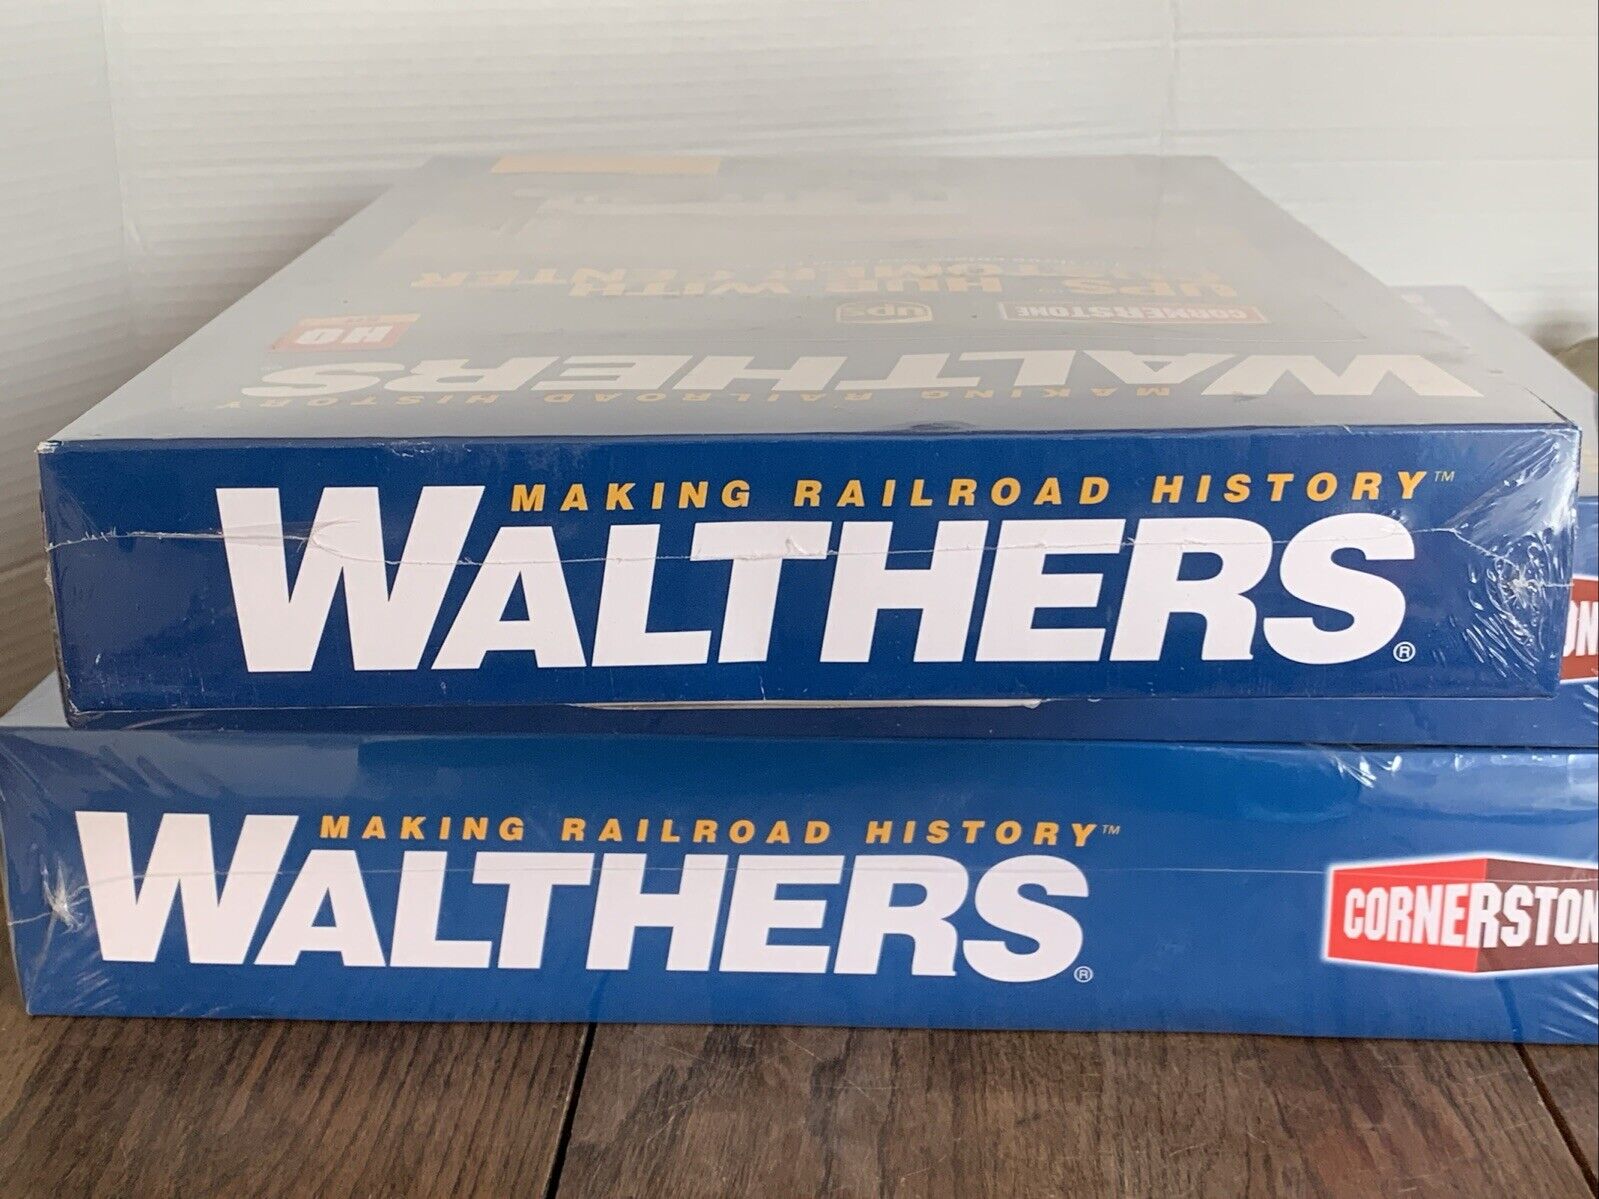 UPS™ HUB WITH
CUSTOMER CENTER
CORNERSTONE
UPS
HO
MAKING RAILROAD HISTORY
WALTHERS
MAKING RAILROAD HISTORY™
WALTHERS®
MAKING RAILROAD HISTORY™
WALTHERS®
CORNERSTON